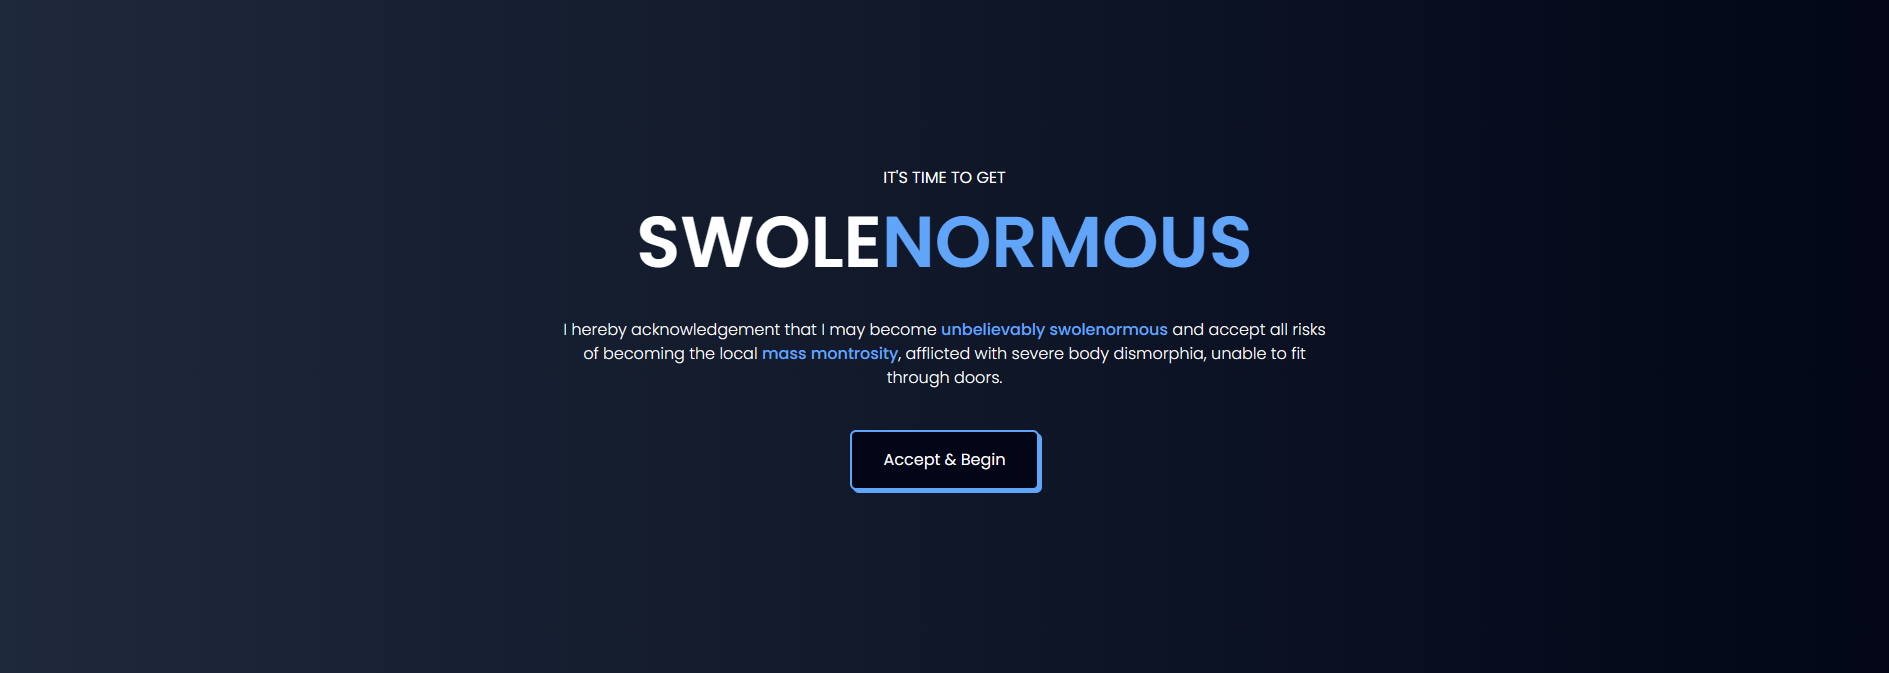 IT'S TIME TO GET
SWOLENORMOUS
I hereby acknowledgement that I may become unbelievably swolenormous and accept all risks
of becoming the local mass montrosity, afflicted with severe body dismorphia, unable to fit
through doors.
Accept & Begin